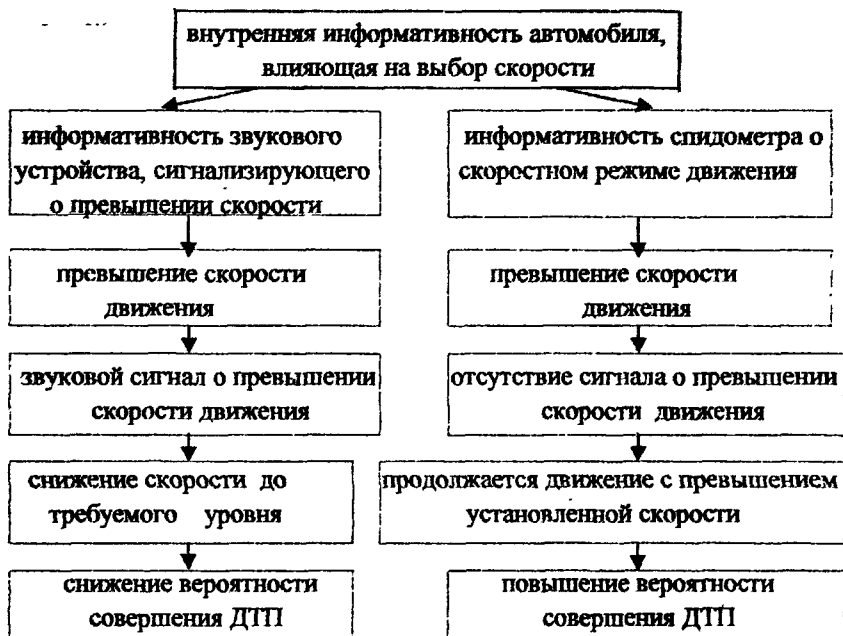 внутренняя информативность автомобиля,
влияющая на выбор скорости
информативность звукового
устройства, сигнализирующего
о превышении скорости
превышение скорости
движения
звуковой сигнал о превышении
скорости движения
снижение скорости до
требуемого уровня
снижение вероятности
совершения ДТП
информативность спидометра о
скоростном режиме движения
превышение скорости
движения
отсутствие сигнала о превышении
скорости движения
продолжается движение с превышением
установленной скорости
повышение вероятности
совершения ДТП